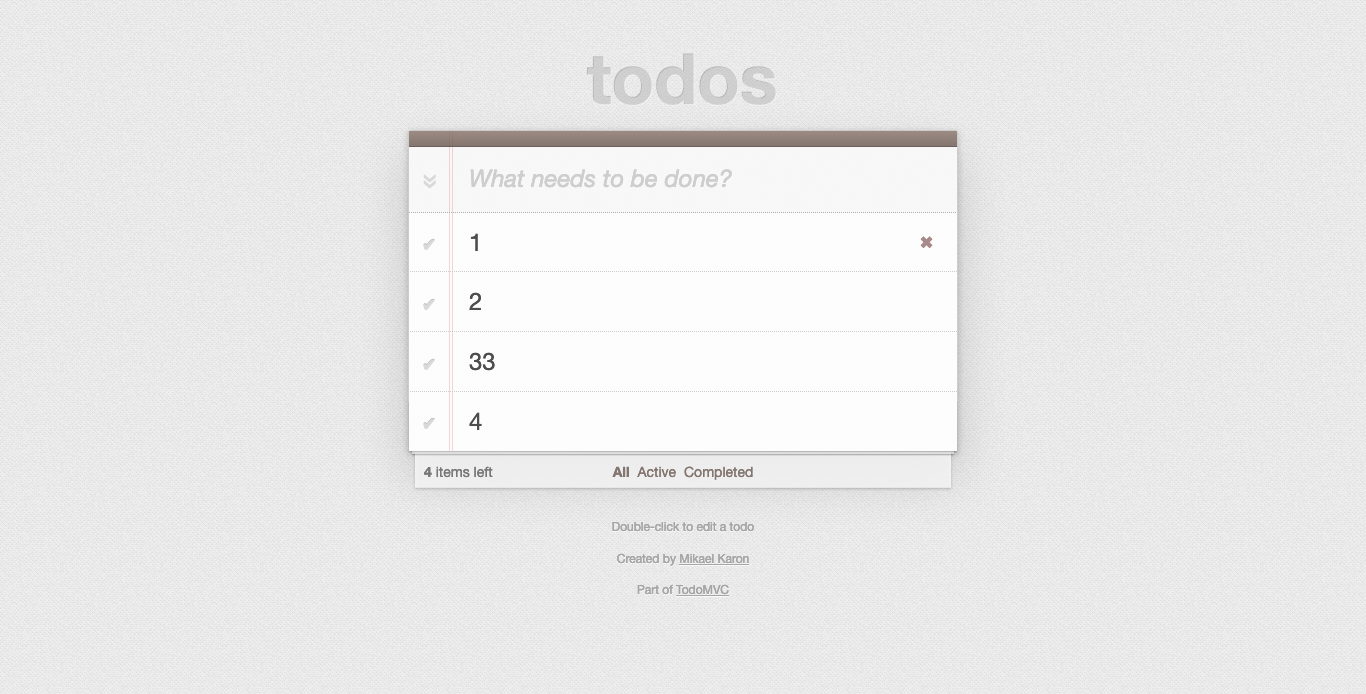 todos
What needs to be done?
1
2
33
4
4 items left All Active Completed
Double-click to edit a todo
Created by Mikael Karon
Part of TodoMVC